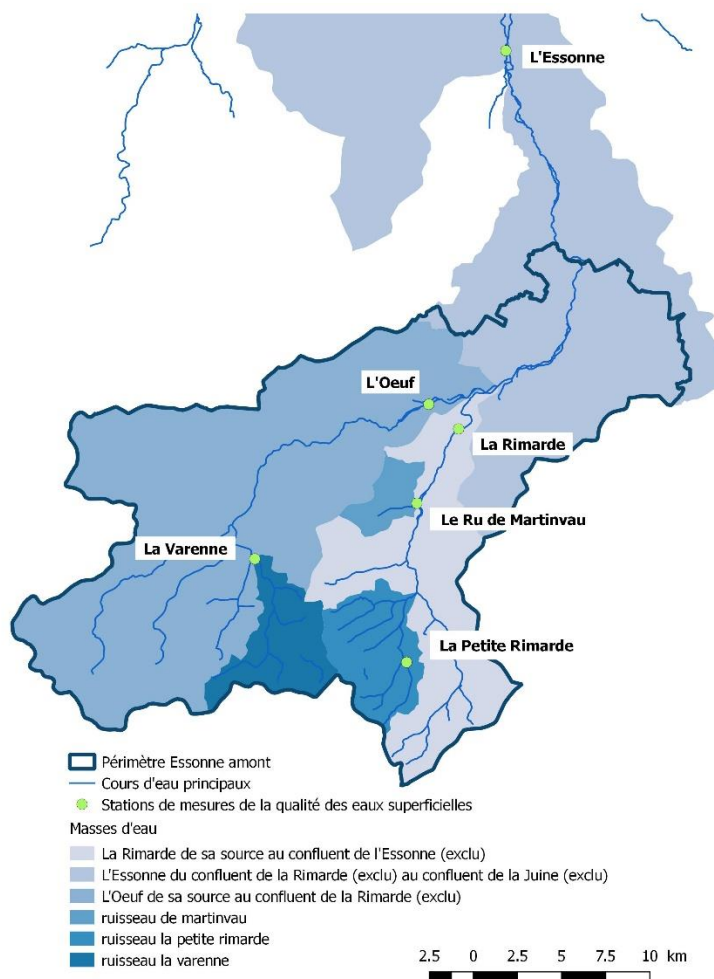 L'Essonne
L'Oeuf
La Rimarde
Le Ru de Martinvau
La Varenne
La Petite Rimarde
Périmètre Essonne amont
Cours d'eau principaux
Stations de mesures de la qualité des eaux superficielles
Masses d'eau
La Rimarde de sa source au confluent de l'Essonne (exclu)
L'Essonne du confluent de la Rimarde (exclu) au confluent de la Juine (exclu)
L'Oeuf de sa source au confluent de la Rimarde (exclu)
ruisseau de martinvau
ruisseau la petite rimarde
ruisseau la varenne
2.5 0 2.5 5 7.5 10 km